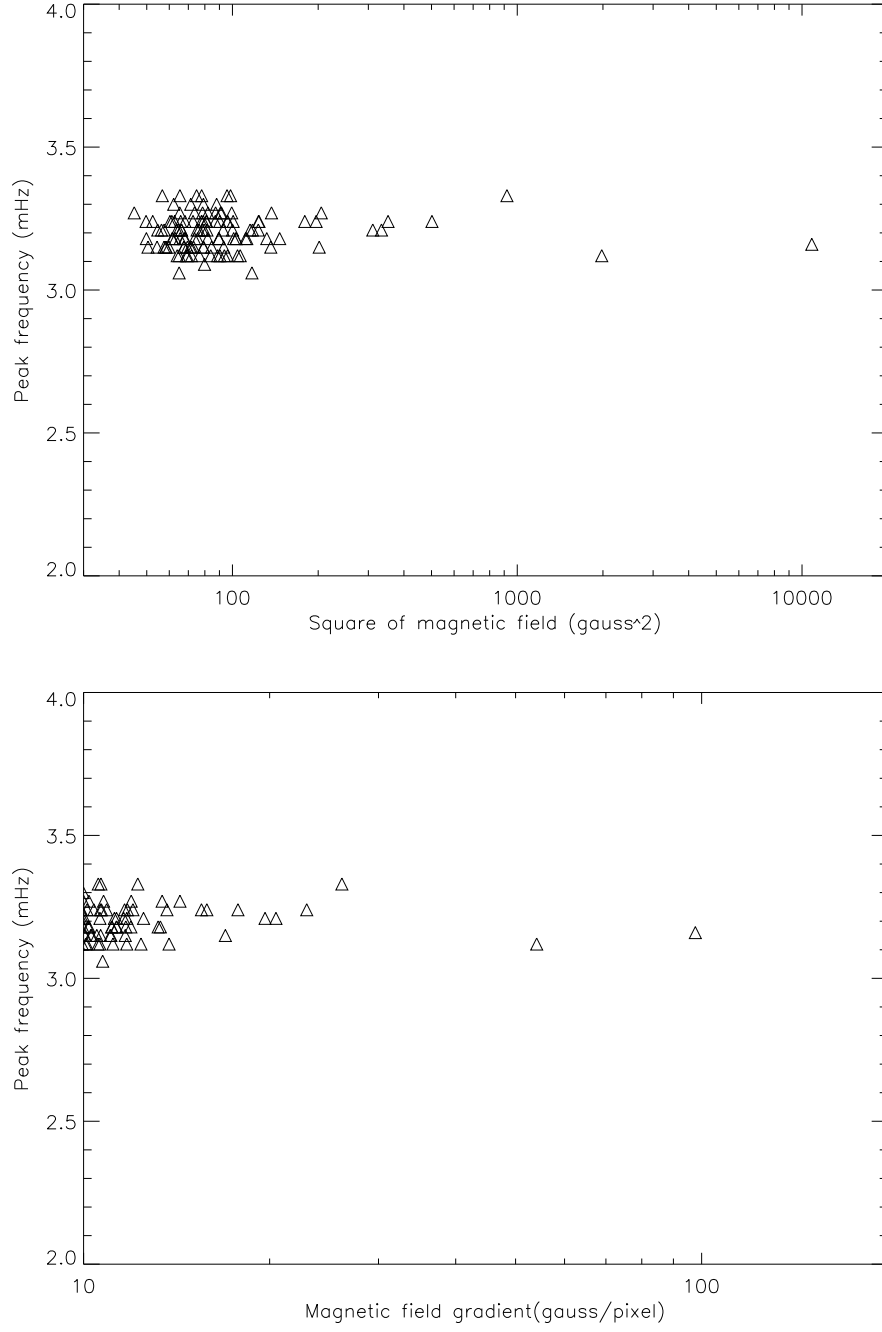 4.0
3.5
3.0
2.5
2.0
Peak frequency (mHz)
100 1000 10000
Square of magnetic field (gauss^2)
4.0
3.5
3.0
2.5
2.0
Peak frequency (mHz)
10 100
Magnetic field gradient(gauss/pixel)